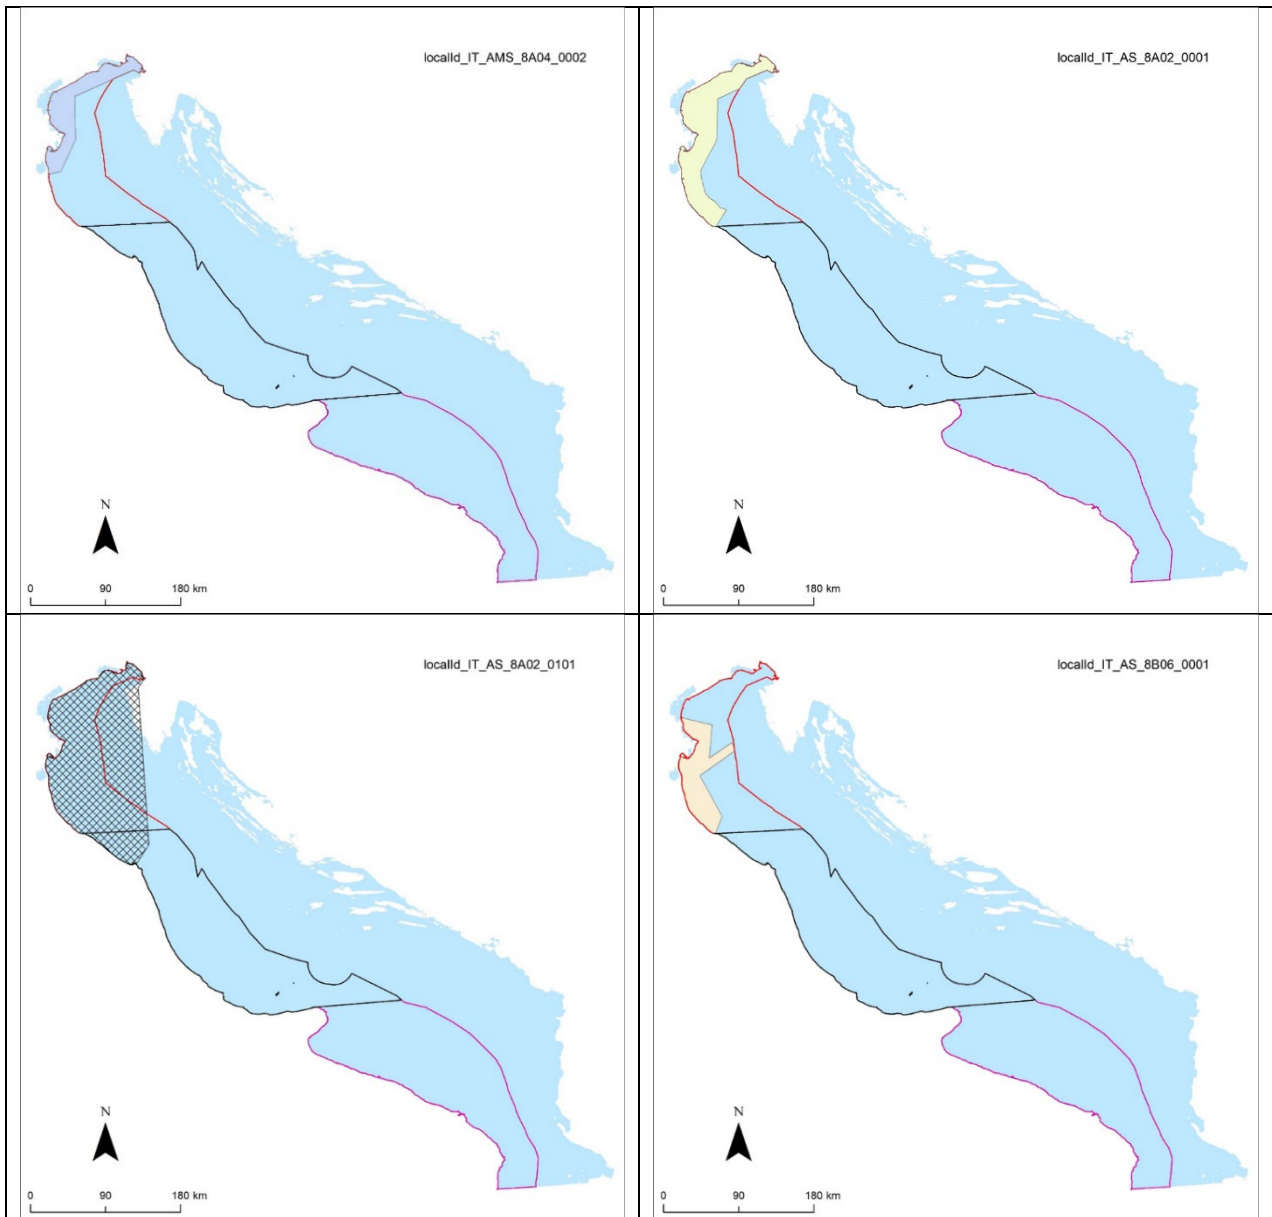 localId_IT_AMS_8A04_0002
N
0 90 180 km
localId_IT_AS_8A02_0001
N
0 90 180 km
localId_IT_AS_8A02_0101
N
0 90 180 km
localId_IT_AS_8B06_0001
N
0 90 180 km